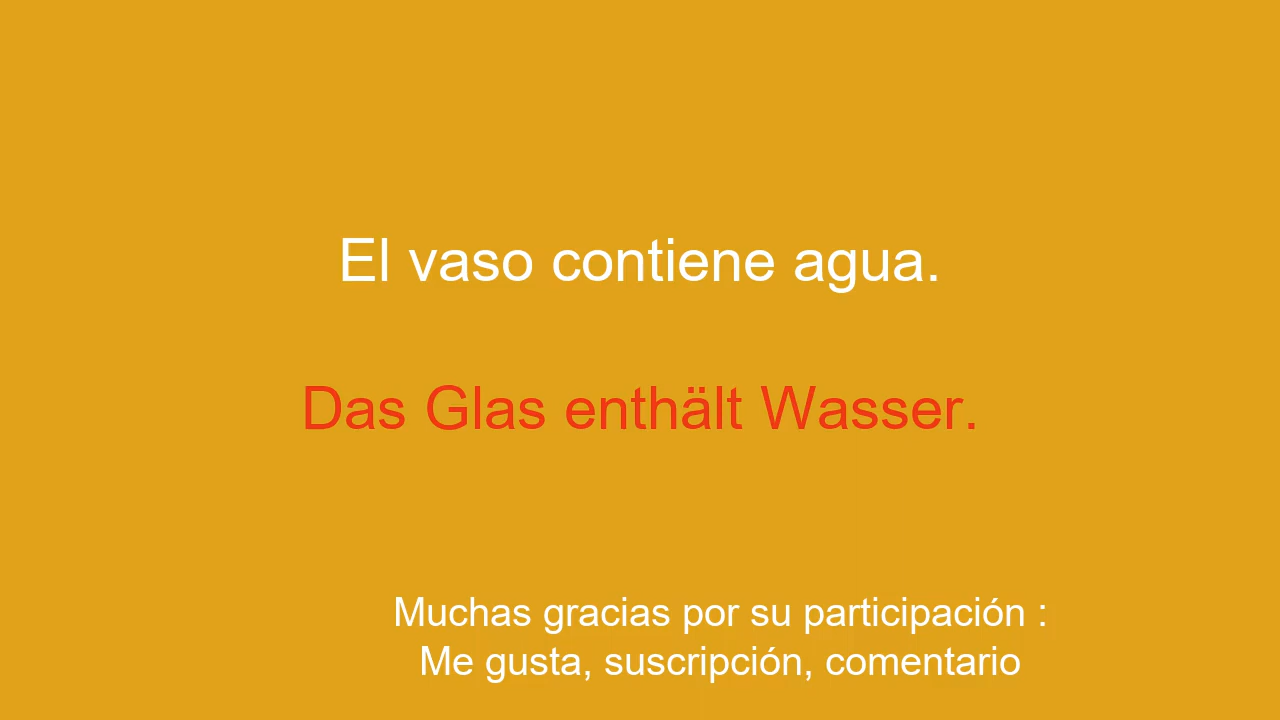 El vaso contiene agua.
Das Glas enthält Wasser.
Muchas gracias por su participación :
Me gusta, suscripción, comentario